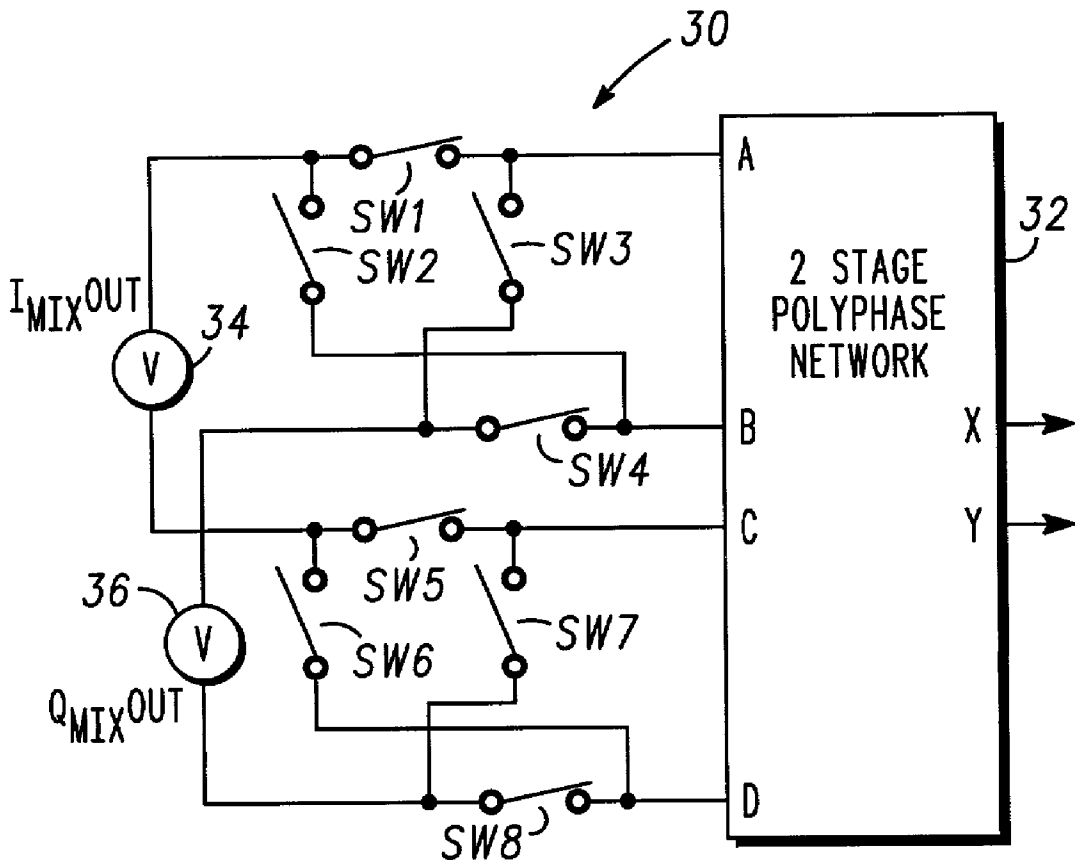 30
A
SW1
SW2
SW3
32
2 STAGE
POLYPHASE
NETWORK
I_MIX OUT
34
V
B
X
SW4
C
Y
SW5
36
V
SW6
SW7
Q_MIX OUT
D
SW8